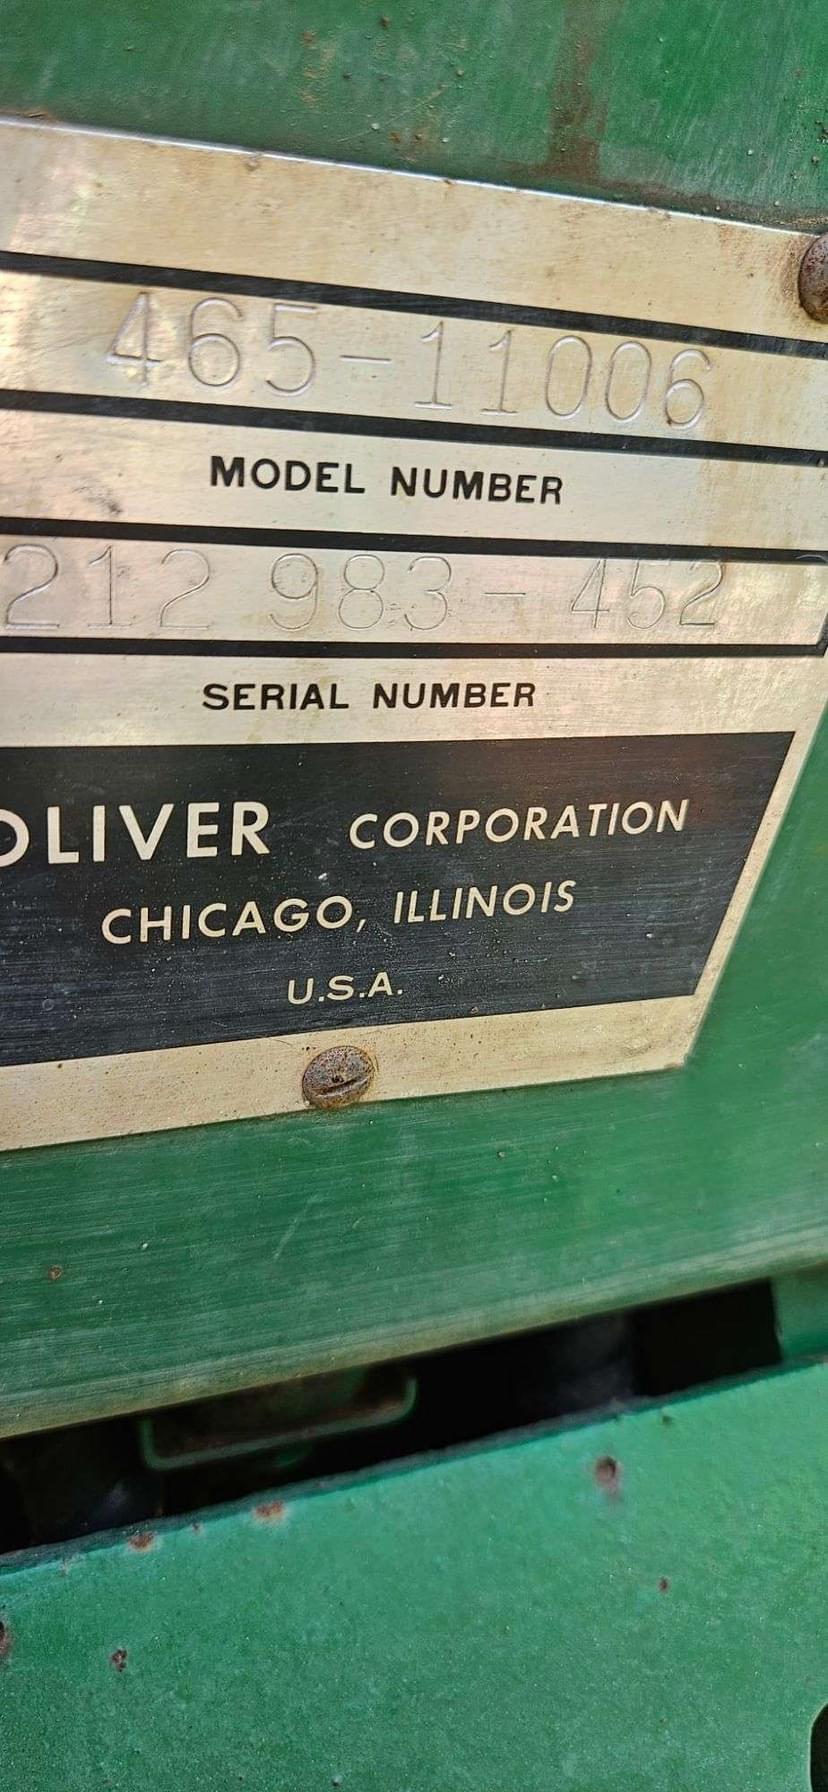 465-11006
MODEL NUMBER
212 983-452
SERIAL NUMBER
OLIVER CORPORATION
CHICAGO, ILLINOIS
U.S.A.